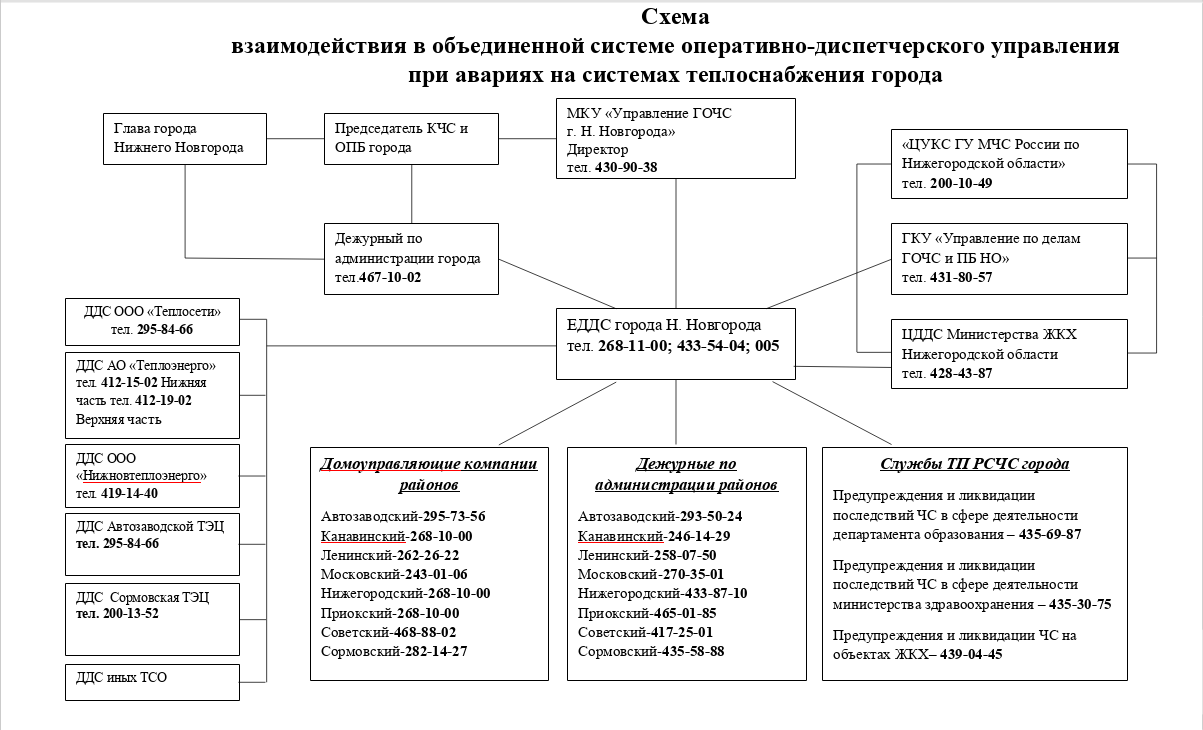 Схема
взаимодействия в объединенной системе оперативно-диспетчерского управления
при авариях на системах теплоснабжения города
Глава города
Нижнего Новгорода
Председатель КЧС и
ОПБ города
МКУ «Управление ГОЧС
г. Н. Новгорода»
Директор
тел. 430-90-38
«ЦУКС ГУ МЧС России по
Нижегородской области»
тел. 200-10-49
Дежурный по
администрации города
тел.467-10-02
ГКУ «Управление по делам
ГОЧС и ПБ НО»
тел. 431-80-57
ЕДДС города Н. Новгорода
тел. 268-11-00; 433-54-04; 005
ЦДДС Министерства ЖКХ
Нижегородской области
тел. 428-43-87
ДДС ООО «Теплосети»
тел. 295-84-66
ДДС АО «Теплоэнерго»
тел. 412-15-02 Нижняя
часть тел. 412-19-02
Верхняя часть
ДДС ООО
«Нижновтеплоэнерго»
тел. 419-14-40
ДДС Автозаводской ТЭЦ
тел. 295-84-66
ДДС Сормовская ТЭЦ
тел. 200-13-52
ДДС иных ТСО
Домоуправляющие компании
районов
Автозаводский-295-73-56
Канавинский-268-10-00
Ленинский-262-26-22
Московский-243-01-06
Нижегородский-268-10-00
Приокский-268-10-00
Советский-468-88-02
Сормовский-282-14-27
Дежурные по
администрации районов
Автозаводский-293-50-24
Канавинский-246-14-29
Ленинский-258-07-50
Московский-270-35-01
Нижегородский-433-87-10
Приокский-465-01-85
Советский-417-25-01
Сормовский-435-58-88
Службы ТП РСЧС города
Предупреждения и ликвидации
последствий ЧС в сфере деятельности
департамента образования – 435-69-87
Предупреждения и ликвидации
последствий ЧС в сфере деятельности
министерства здравоохранения – 435-30-75
Предупреждения и ликвидации ЧС на
объектах ЖКХ– 439-04-45